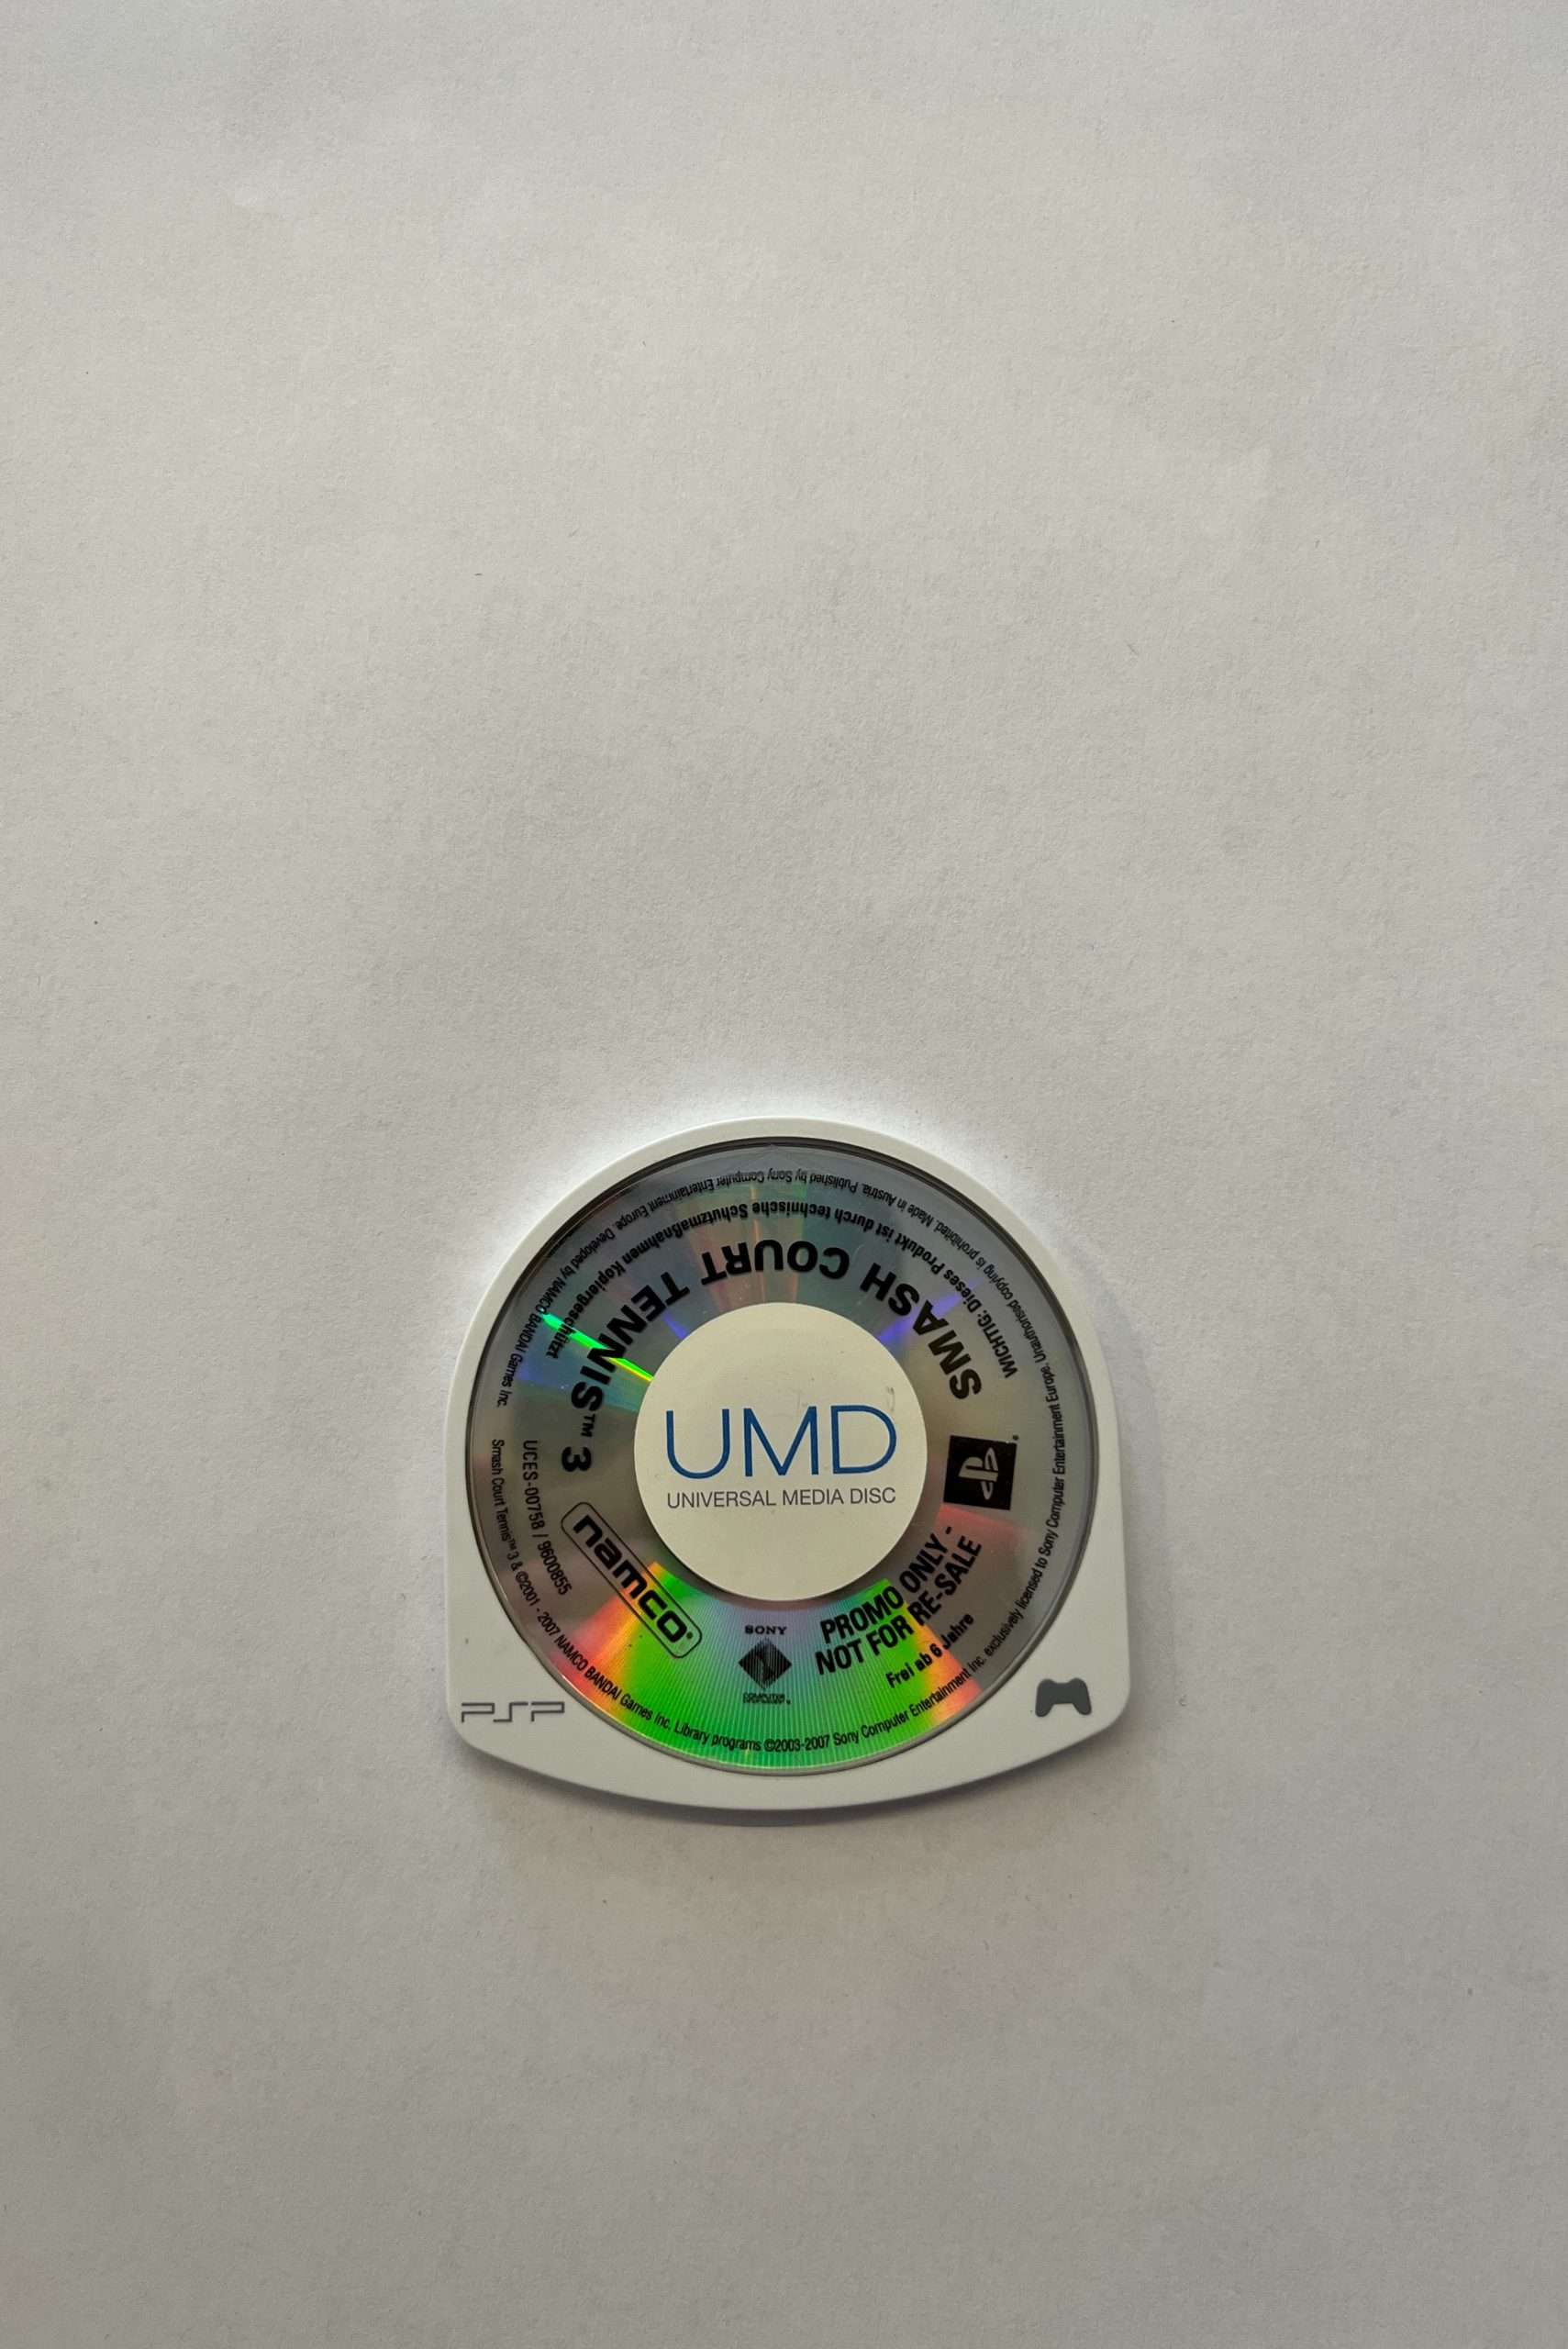 SMASH COURT TENNIS™ 3
WICHTIG: Dieses Produkt ist durch technische Schutzmaßnahmen Kopiergeschützt
Unauthorised copying is prohibited. Made in Austria. Published by Sony Computer Entertainment Europe. Developed by NAMCO BANDAI Games Inc.
UMD
UNIVERSAL MEDIA DISC
UCES-00758 / 9600855
namco
SONY
COMPUTER
ENTERTAINMENT
PROMO ONLY -
NOT FOR RE-SALE
Frei ab 6 Jahre
Smash Court Tennis™ 3 & ©2001 - 2007 NAMCO BANDAI Games Inc. Library programs ©2003-2007 Sony Computer Entertainment Inc. exclusively licensed to Sony Computer Entertainment Europe.
PSP